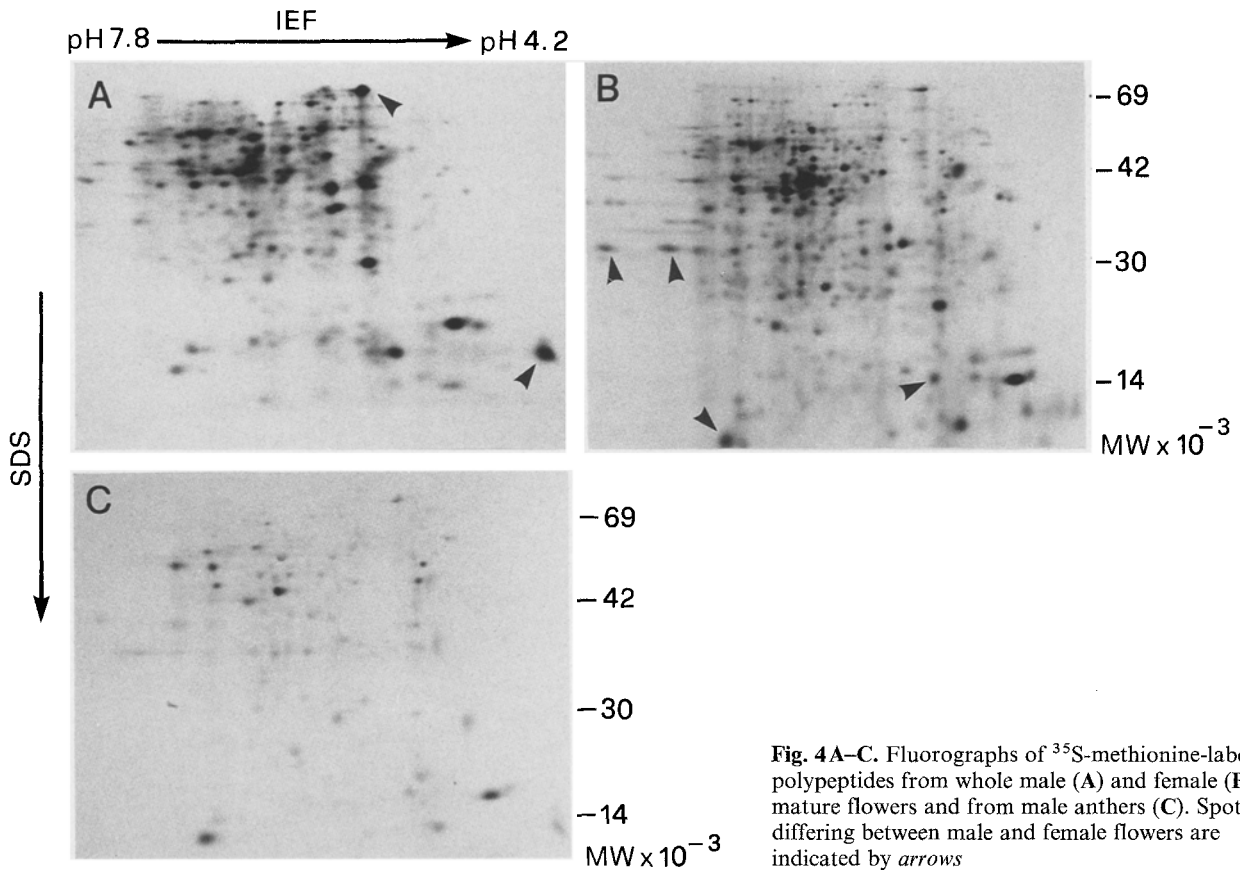 IEF
pH 7.8 pH 4.2
A
B
-69
-42
-30
-14
MW x 10-3
SDS
C
-69
-42
-30
-14
MW x 10-3
Fig. 4A–C. Fluorographs of 35S-methionine-labe
polypeptides from whole male (A) and female (B
mature flowers and from male anthers (C). Spot
differing between male and female flowers are
indicated by arrows